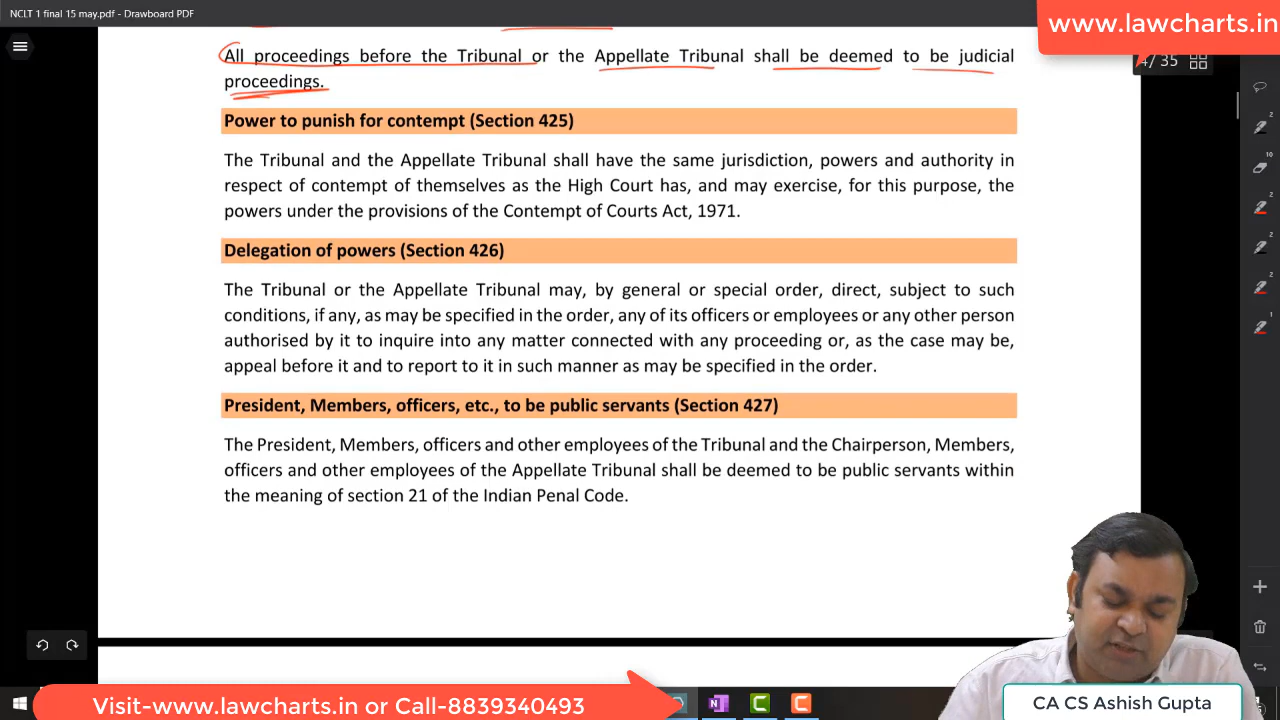 NCLT 1 final 15 may.pdf - Drawboard PDF
www.lawcharts.in
4/ 35
All proceedings before the Tribunal or the Appellate Tribunal shall be deemed to be judicial
proceedings.
Power to punish for contempt (Section 425)
The Tribunal and the Appellate Tribunal shall have the same jurisdiction, powers and authority in
respect of contempt of themselves as the High Court has, and may exercise, for this purpose, the
powers under the provisions of the Contempt of Courts Act, 1971.
Delegation of powers (Section 426)
The Tribunal or the Appellate Tribunal may, by general or special order, direct, subject to such
conditions, if any, as may be specified in the order, any of its officers or employees or any other person
authorised by it to inquire into any matter connected with any proceeding or, as the case may be,
appeal before it and to report to it in such manner as may be specified in the order.
President, Members, officers, etc., to be public servants (Section 427)
The President, Members, officers and other employees of the Tribunal and the Chairperson, Members,
officers and other employees of the Appellate Tribunal shall be deemed to be public servants within
the meaning of section 21 of the Indian Penal Code.
2
10
2
2
2
1
Visit-www.lawcharts.in or Call-8839340493
CA CS Ashish Gupta